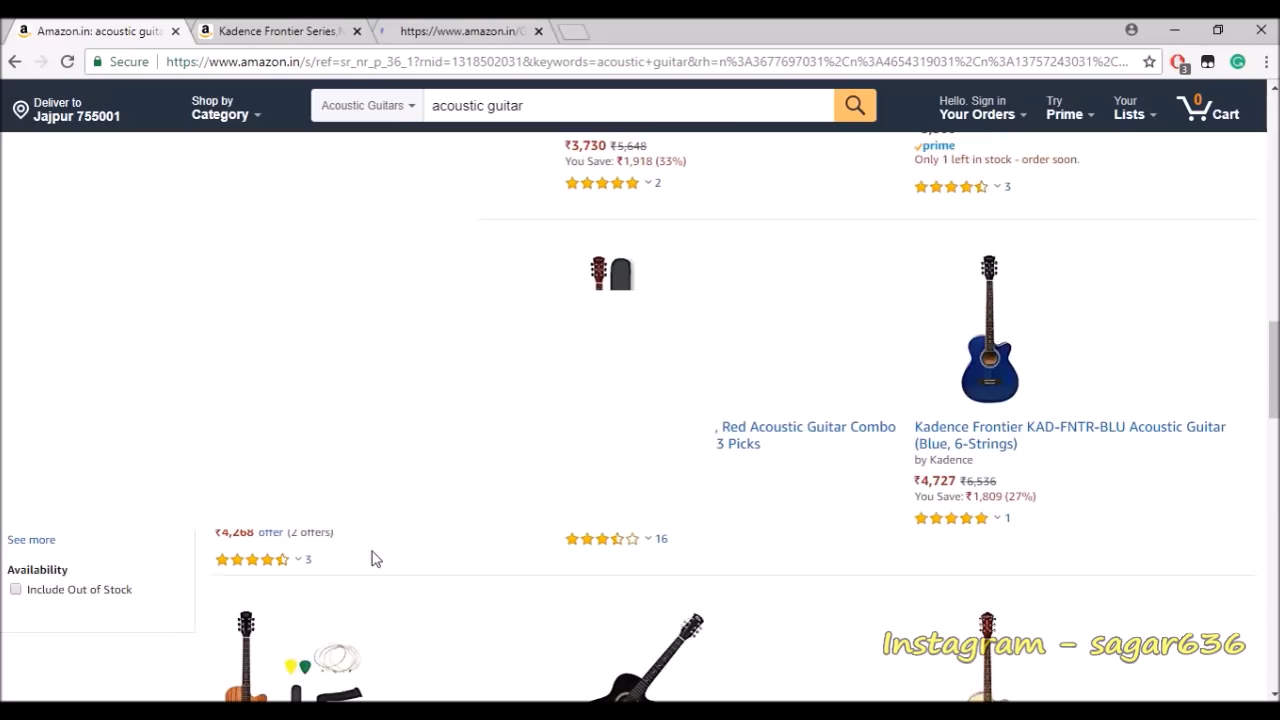 Amazon.in: acoustic guita
Kadence Frontier Series,
https://www.amazon.in/
Secure
https://www.amazon.in/s/ref=sr_nr_p_36_1?rnid=1318502031&keywords=acoustic+guitar&rh=n%3A3677697031%2Cn%3A4654319031%2Cn%3A13757243031%2C...
3
Deliver to
Jajpur 755001
Shop by
Category
Acoustic Guitars
acoustic guitar
Hello. Sign in
Your Orders
Try
Prime
Your
Lists
0
Cart
₹3,730 ₹5,648
You Save: ₹1,918 (33%)
2
prime
Only 1 left in stock - order soon.
3
, Red Acoustic Guitar Combo
3 Picks
16
Kadence Frontier KAD-FNTR-BLU Acoustic Guitar
(Blue, 6-Strings)
by Kadence
₹4,727 ₹6,536
You Save: ₹1,809 (27%)
1
See more
Availability
Include Out of Stock
₹4,268 offer (2 offers)
3
Instagram - sagar636